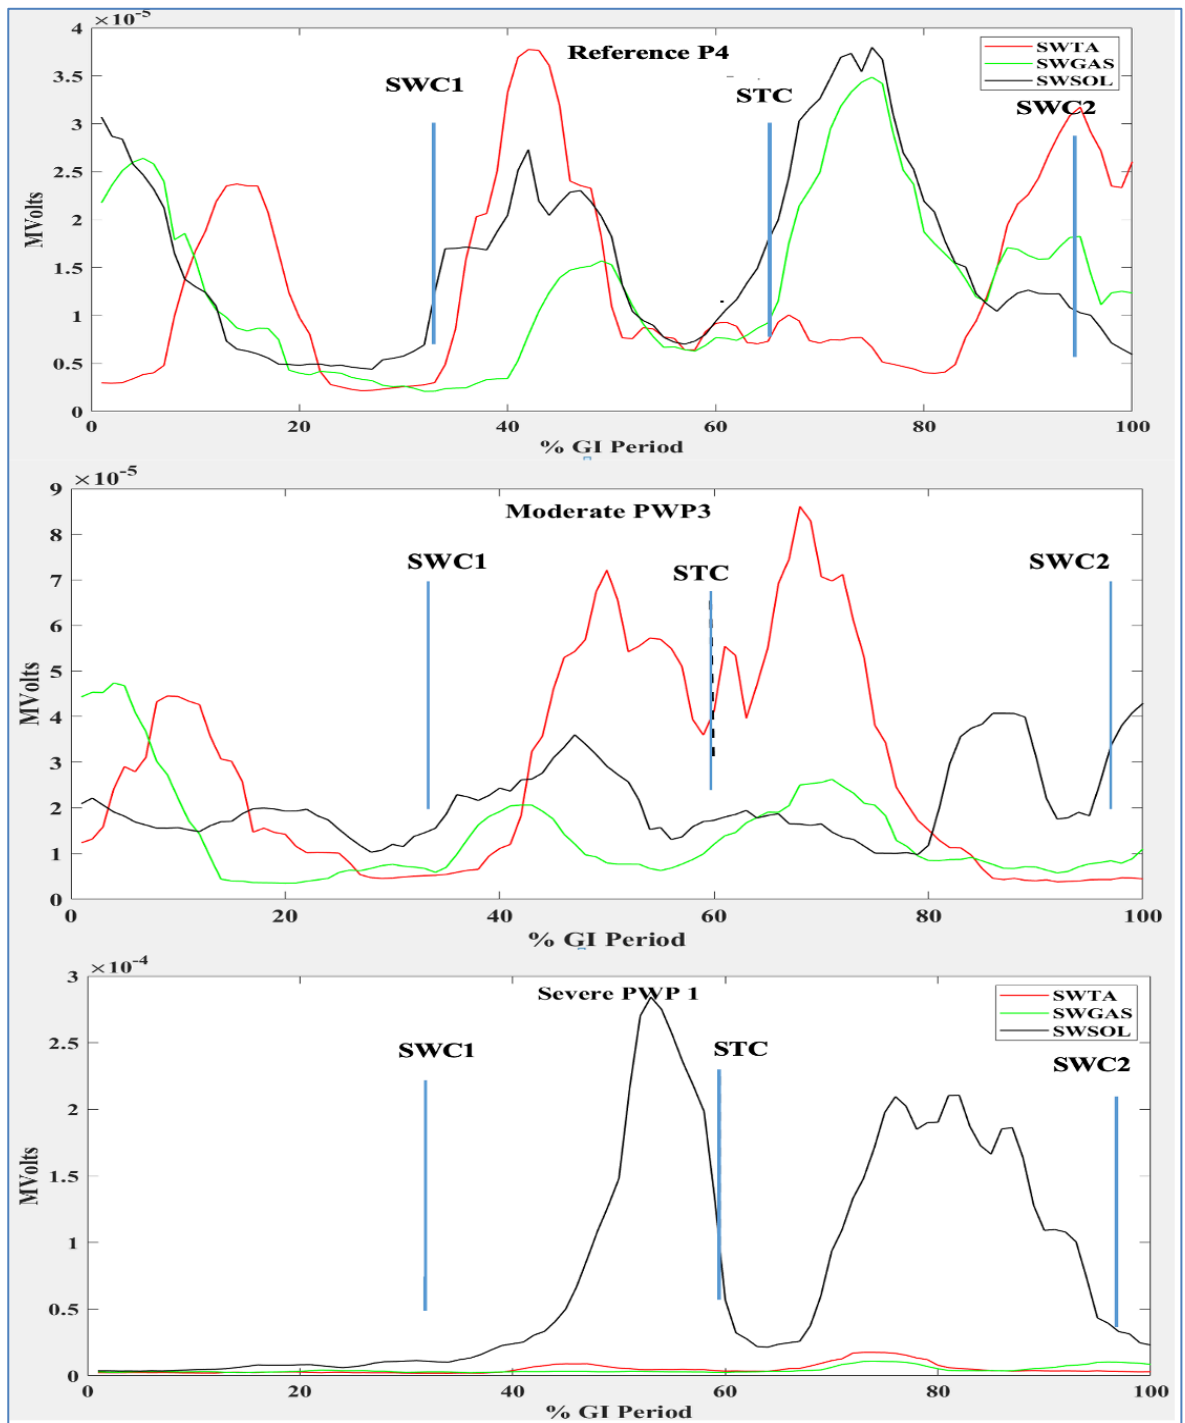 ×10-5
Reference P4
SWTA
SWGAS
SWSOL
SWC1
STC
SWC2
MVolts
4
3.5
3
2.5
2
1.5
1
0.5
0
0 20 40 60 80 100
% GI Period
×10-5
Moderate PWP3
SWC1
STC
SWC2
MVolts
9
8
7
6
5
4
3
2
1
0
0 20 40 60 80 100
% GI Period
×10-4
Severe PWP 1
SWTA
SWGAS
SWSOL
SWC1
STC
SWC2
MVolts
3
2.5
2
1.5
1
0.5
0
0 20 40 60 80 100
% GI Period